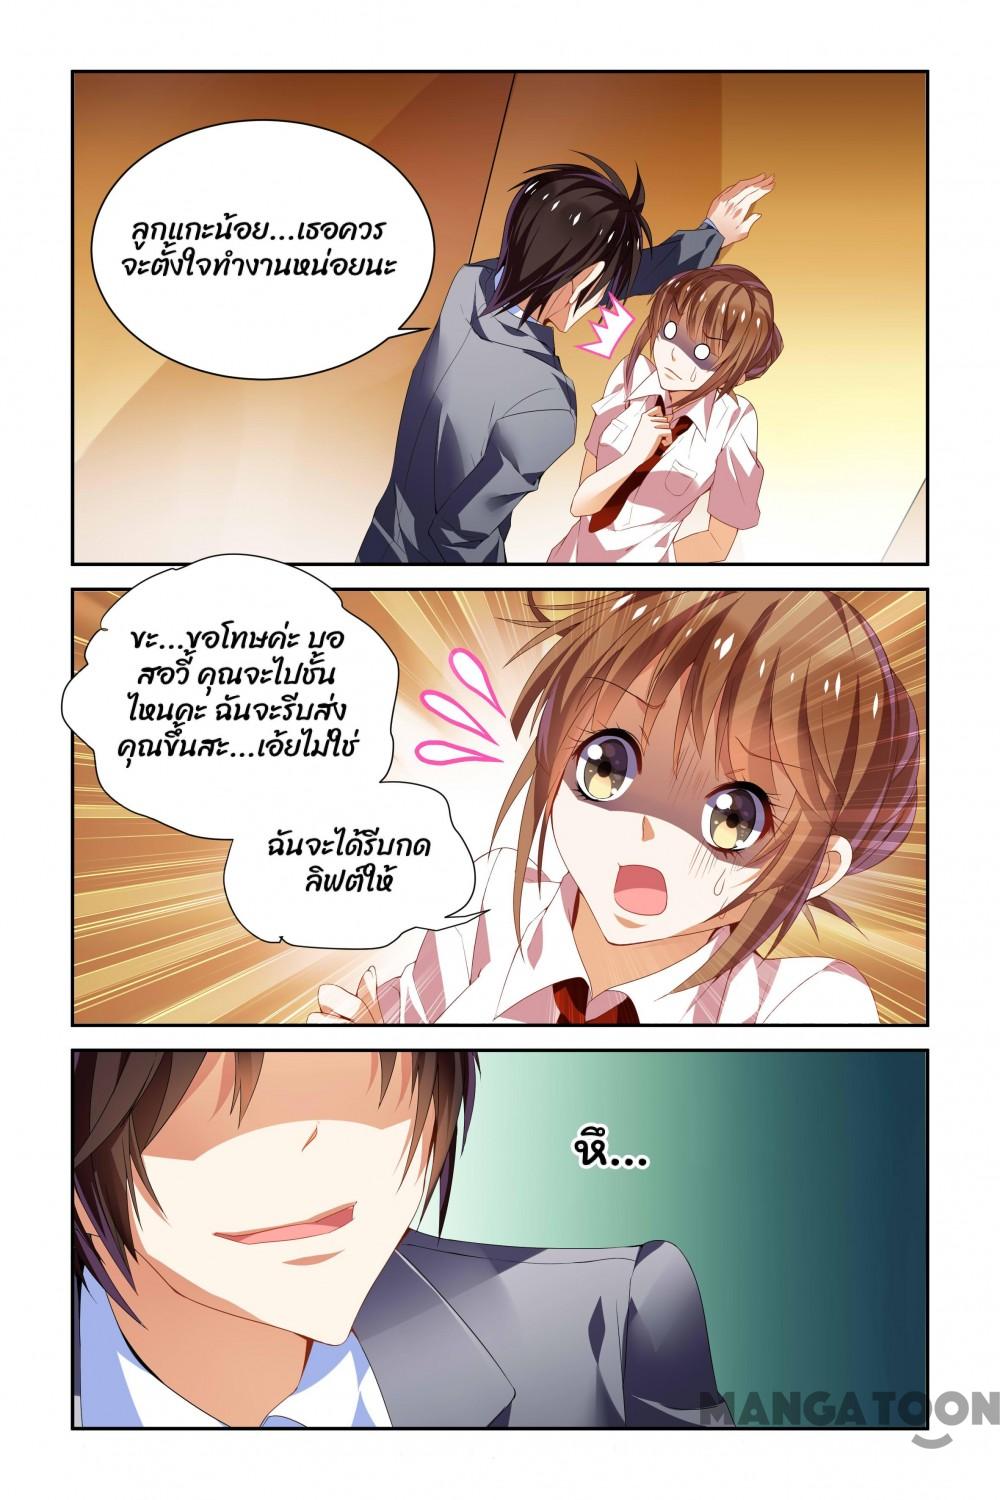 ลูกแกะน้อย...เธอควร
จะตั้งใจทำงานหน่อยนะ
ขะ...ขอโทษค่ะ บอ
สอวี้ คุณจะไปชั้น
ไหนคะ ฉันจะรีบส่ง
คุณขึ้นสะ...เอ้ยไม่ใช่
ฉันจะได้รีบกด
ลิฟต์ให้
หึ...
MANGATOON